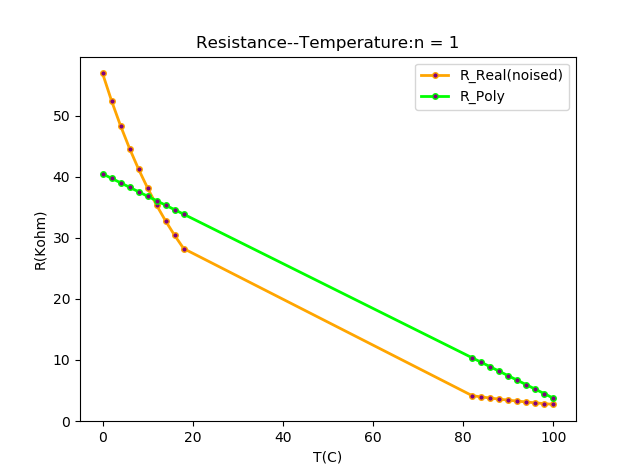 Resistance--Temperature:n = 1
R_Real(noised)
R_Poly
50
40
30
20
10
0
R(Kohm)
0 20 40 60 80 100
T(C)